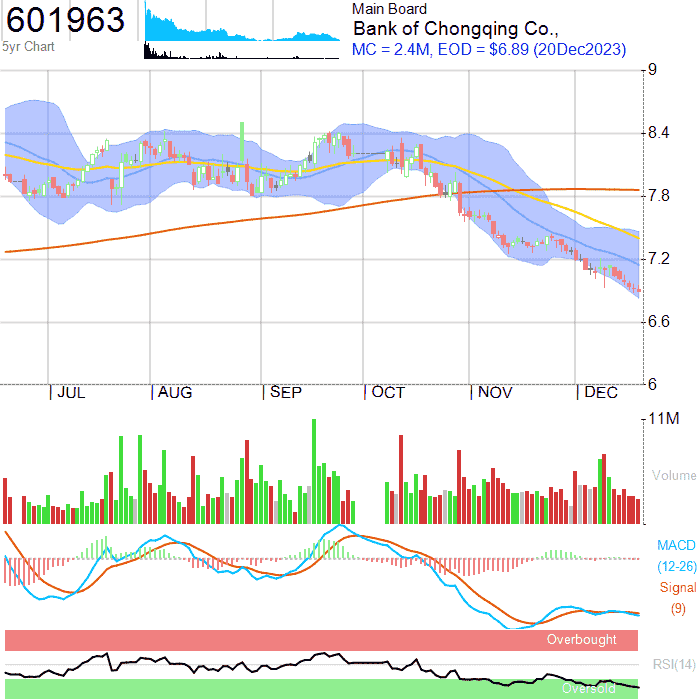 601963
5yr Chart
Main Board
Bank of Chongqing Co.,
MC = 2.4M, EOD = $6.89 (20Dec2023)
9
8.4
7.8
7.2
6.6
6
JUL AUG SEP OCT NOV DEC
11M
Volume
MACD
(12-26)
Signal
(9)
Overbought
RSI(14)
Oversold